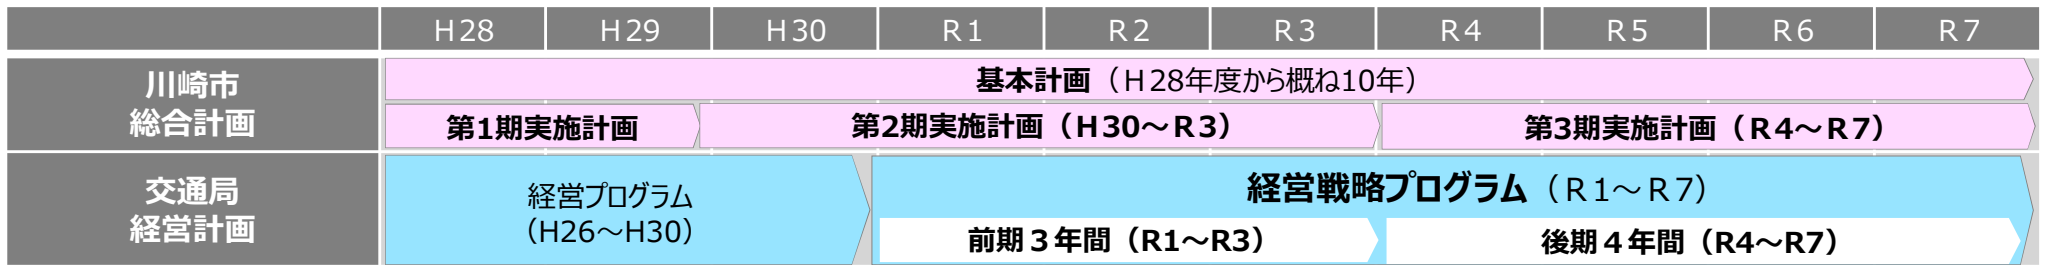 H28 H29 H30 R1 R2 R3 R4 R5 R6 R7
川崎市
総合計画
基本計画（H28年度から概ね10年）
第1期実施計画 第2期実施計画（H30～R3） 第3期実施計画（R4～R7）
交通局
経営計画
経営プログラム
（H26～H30）
経営戦略プログラム（R1～R7）
前期３年間（R1～R3） 後期４年間（R4～R7）